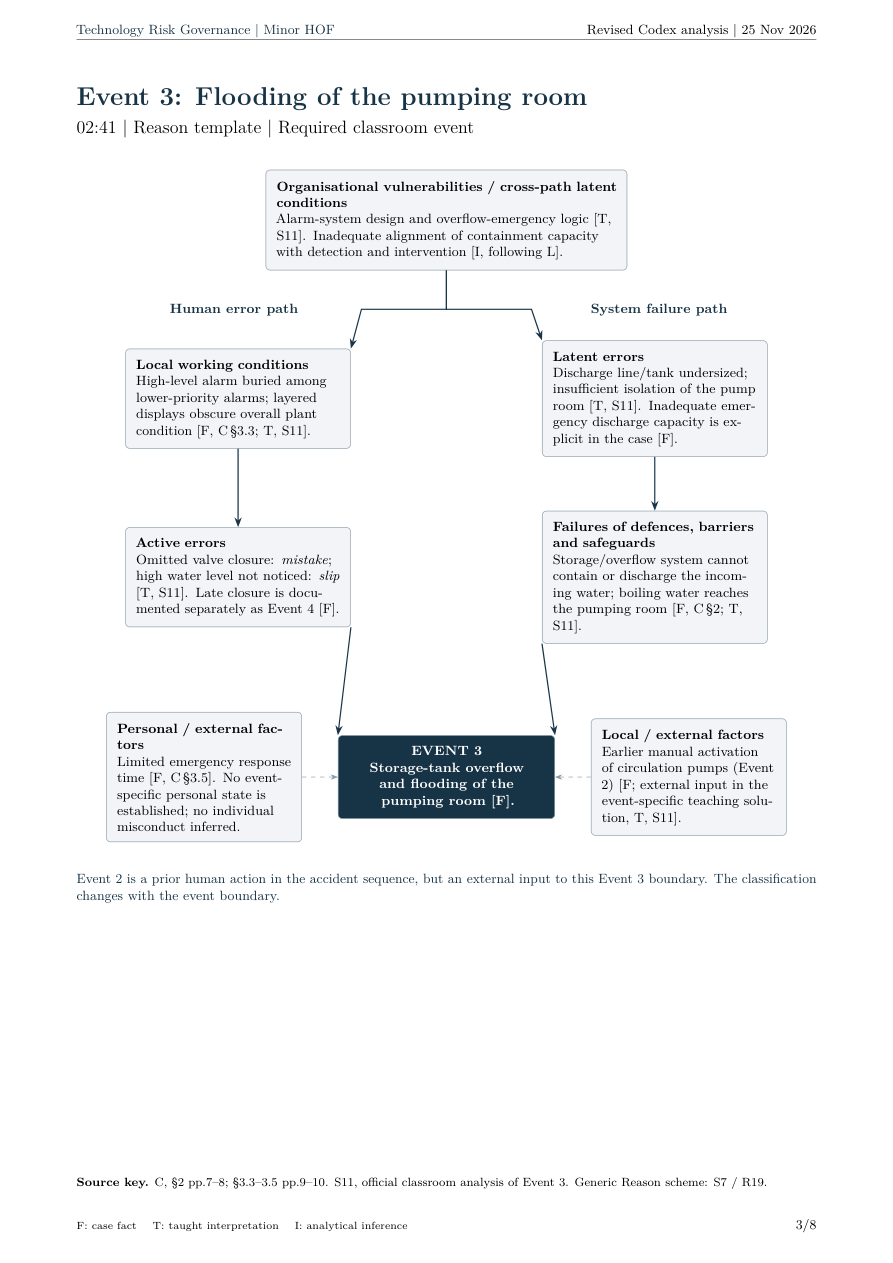 Technology Risk Governance | Minor HOF
Revised Codex analysis | 25 Nov 2026
Event 3: Flooding of the pumping room
02:41 | Reason template | Required classroom event
Organisational vulnerabilities / cross-path latent
conditions
Alarm-system design and overflow-emergency logic [T,
S11]. Inadequate alignment of containment capacity
with detection and intervention [I, following L].
Human error path
System failure path
Local working conditions
High-level alarm buried among
lower-priority alarms; layered
displays obscure overall plant
condition [F, C §3.3; T, S11].
Latent errors
Discharge line/tank undersized;
insufficient isolation of the pump
room [T, S11]. Inadequate emer-
gency discharge capacity is ex-
plicit in the case [F].
Active errors
Omitted valve closure: mistake;
high water level not noticed: slip
[T, S11]. Late closure is docu-
mented separately as Event 4 [F].
Failures of defences, barriers
and safeguards
Storage/overflow system cannot
contain or discharge the incom-
ing water; boiling water reaches
the pumping room [F, C §2; T,
S11].
Personal / external fac-
tors
Limited emergency response
time [F, C §3.5]. No event-
specific personal state is
established; no individual
misconduct inferred.
EVENT 3
Storage-tank overflow
and flooding of the
pumping room [F].
Local / external factors
Earlier manual activation
of circulation pumps (Event
2) [F; external input in the
event-specific teaching solu-
tion, T, S11].
Event 2 is a prior human action in the accident sequence, but an external input to this Event 3 boundary. The classification
changes with the event boundary.
Source key. C, §2 pp.7–8; §3.3–3.5 pp.9–10. S11, official classroom analysis of Event 3. Generic Reason scheme: S7 / R19.
F: case fact T: taught interpretation I: analytical inference
3/8